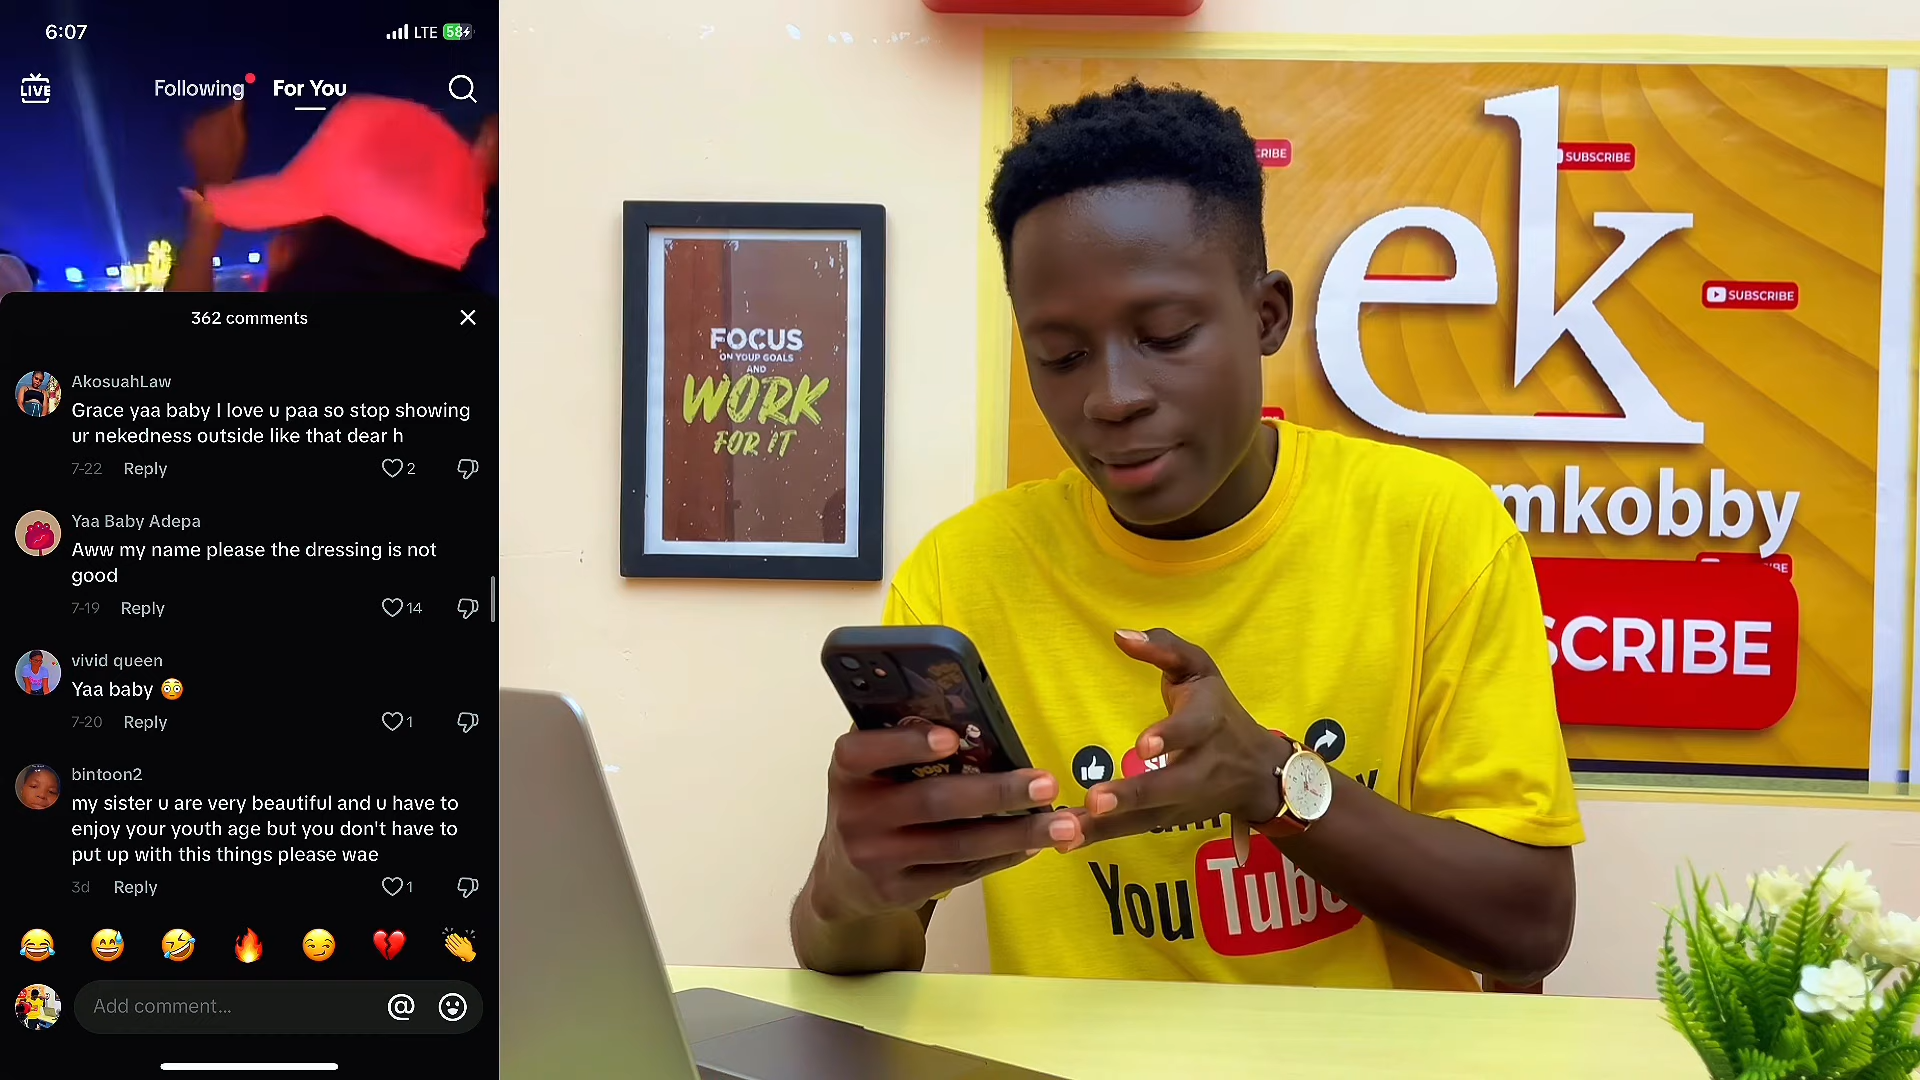 6:07
LTE 58
LIVE
Following
For You
362 comments
AkosuahLaw
Grace yaa baby I love u paa so stop showing
ur nekedness outside like that dear h
7-22 Reply
2
Yaa Baby Adepa
Aww my name please the dressing is not
good
7-19 Reply
14
vivid queen
Yaa baby 😳
7-20 Reply
1
bintoon2
my sister u are very beautiful and u have to
enjoy your youth age but you don't have to
put up with this things please wae
3d Reply
1
Add comment...
@
FOCUS
ON YOUR GOALS
AND
WORK
FOR IT
CRIBE
SUBSCRIBE
ek
SUBSCRIBE
mkobby
SCRIBE
You
Tube